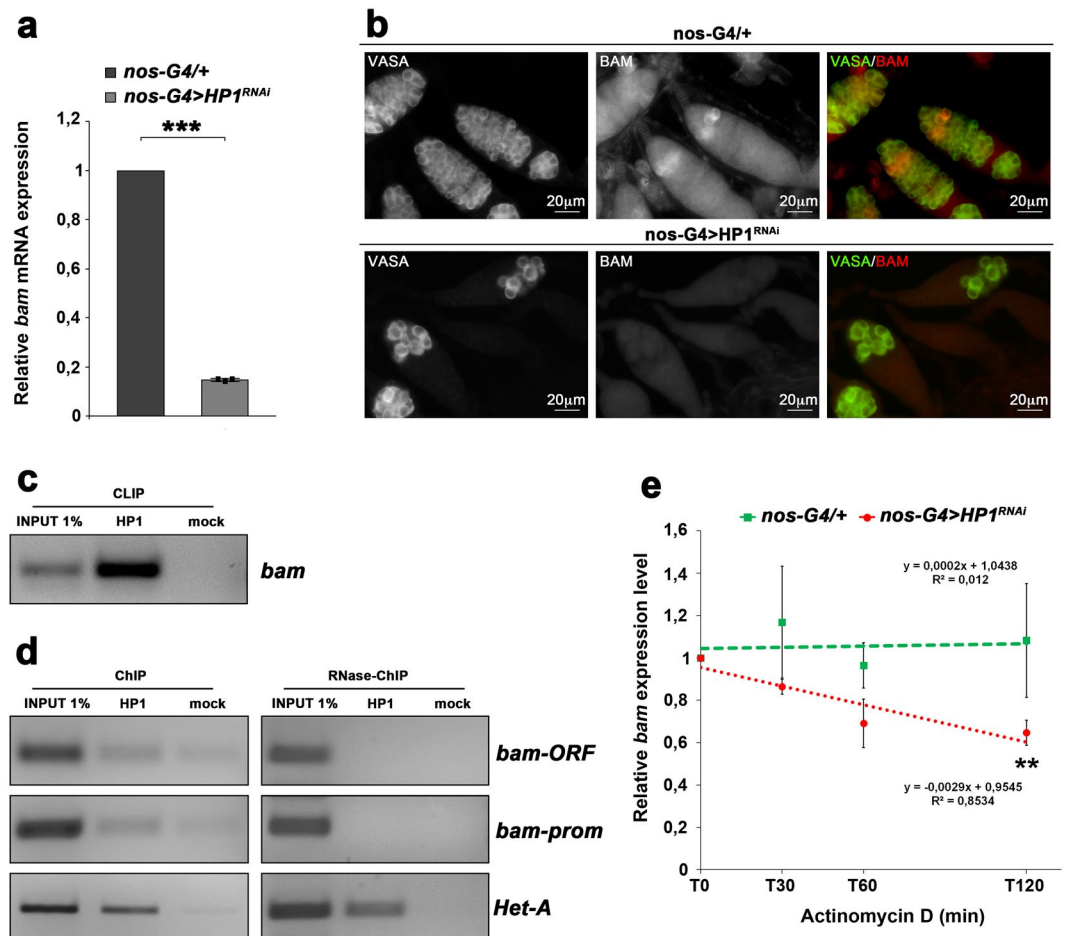 a
nos-G4/+
nos-G4>HP1RNAi
Relative bam mRNA expression
1,2
1
0,8
0,6
0,4
0,2
0
***
b
nos-G4/+
VASA
BAM
VASA/BAM
20μm
20μm
20μm
nos-G4>HP1RNAi
VASA
BAM
VASA/BAM
20μm
20μm
20μm
c
CLIP
INPUT 1% HP1 mock
bam
d
ChIP
INPUT 1% HP1 mock
RNase-ChIP
INPUT 1% HP1 mock
bam-ORF
bam-prom
Het-A
e
nos-G4/+ nos-G4>HP1RNAi
Relative bam expression level
1,6
1,4
1,2
1
0,8
0,6
0,4
0,2
0
y = 0,0002x + 1,0438
R² = 0,012
**
y = -0,0029x + 0,9545
R² = 0,8534
T0 T30 T60 T120
Actinomycin D (min)